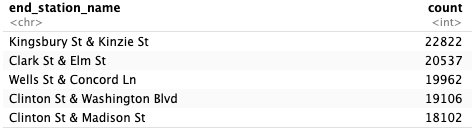 end_station_name count
<chr> <int>
Kingsbury St & Kinzie St 22822
Clark St & Elm St 20537
Wells St & Concord Ln 19962
Clinton St & Washington Blvd 19106
Clinton St & Madison St 18102